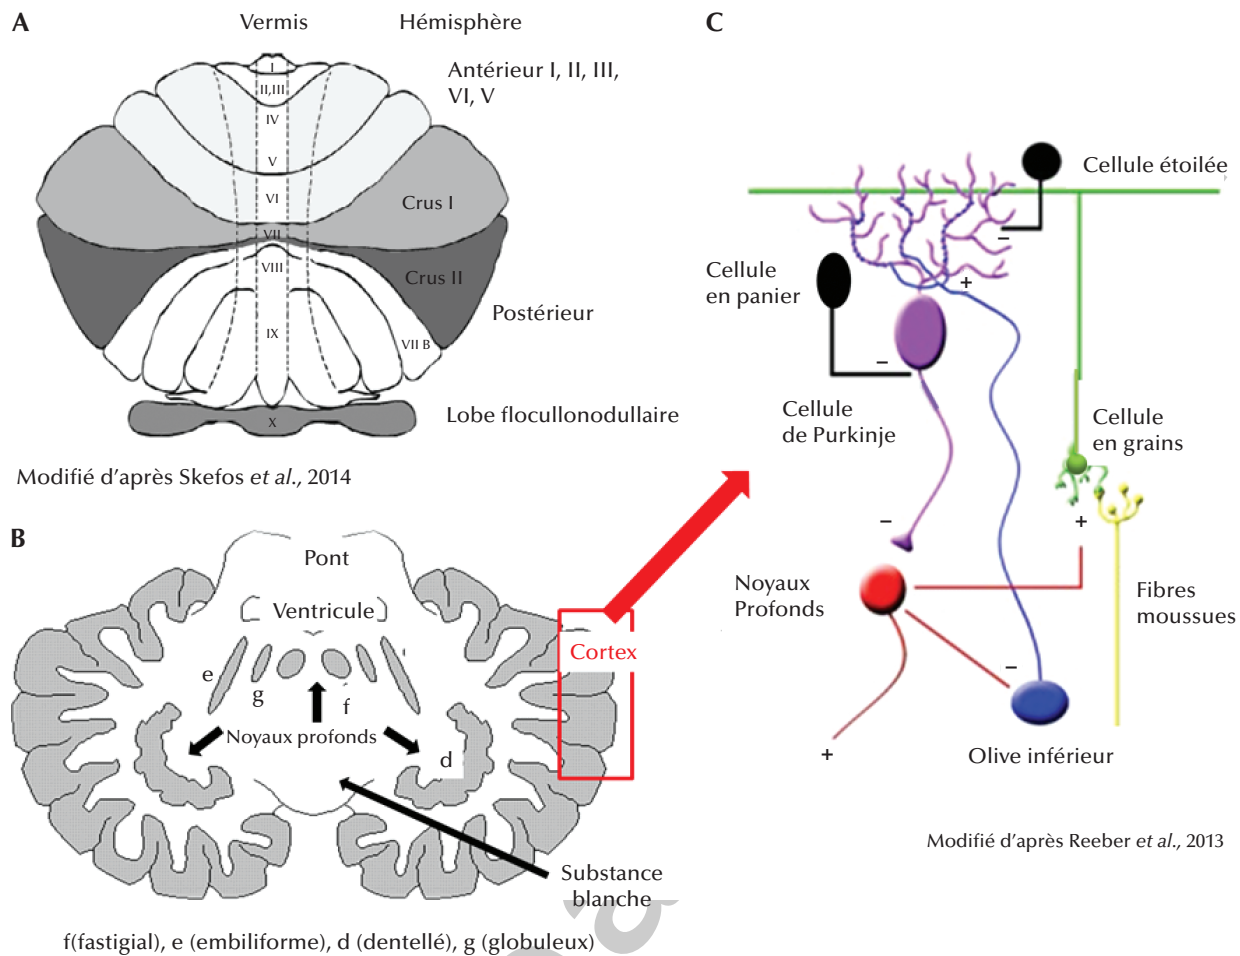 A
Vermis
Hémisphère
Antérieur I, II, III,
VI, V
I
II,III
IV
V
VI
Crus I
VII
VIII
Crus II
Postérieur
IX
VII B
X
Lobe flocullonodullaire
Modifié d'après Skefos et al., 2014
B
Pont
Ventricule
Cortex
e
g
f
Noyaux profonds
d
Substance
blanche
f(fastigial), e (embiliforme), d (dentellé), g (globuleux)
C
Cellule étoilée
–
Cellule
en panier
+
–
Cellule
de Purkinje
Cellule
en grains
–
+
Noyaux
Profonds
Fibres
moussues
–
+
Olive inférieur
Modifié d'après Reeber et al., 2013